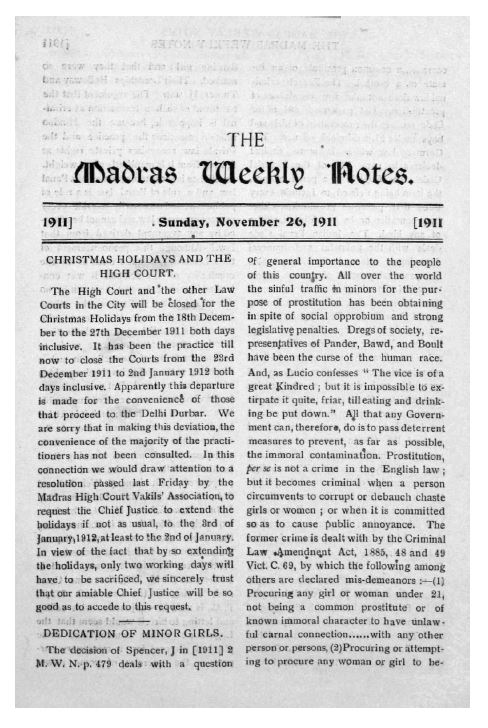 THE
Madras Weekly Notes.
1911] Sunday, November 26, 1911 [1911
CHRISTMAS HOLIDAYS AND THE
HIGH COURT.
The High Court and the other Law
Courts in the City will be closed for the
Christmas Holidays from the 18th Decem-
ber to the 27th December 1911 both days
inclusive. It has been the practice till
now to close the Courts from the 23rd
December 1911 to 2nd January 1912 both
days inclusive. Apparently this departure
is made for the convenience of those
that proceed to the Delhi Durbar. We
are sorry that in making this deviation, the
convenience of the majority of the practi-
tioners has not been consulted. In this
connection we would draw attention to a
resolution passed last Friday by the
Madras High Court Vakils' Association, to
request the Chief Justice to extend the
holidays if not as usual, to the 3rd of
January, 1912, at least to the 2nd of January.
In view of the fact that by so extending
the holidays, only two working days will
have, to be sacrificed, we sincerely trust
that our amiable Chief Justice will be so
good as to accede to this request.
DEDICATION OF MINOR GIRLS.
The decision of Spencer, J in [1911] 2
M. W. N. p. 479 deals with a question
of general importance to the people
of this country. All over the world
the sinful traffic in minors for the pur-
pose of prostitution has been obtaining
in spite of social opprobium and strong
legislative penalties. Dregs of society, re-
presentatives of Pander, Bawd, and Boult
have been the curse of the human race.
And, as Lucio confesses "The vice is of a
great Kindred; but it is impossible to ex-
tirpate it quite, friar, till eating and drink-
ing be put down." All that any Govern-
ment can, therefore, do is to pass deterrent
measures to prevent, as far as possible,
the immoral contamination. Prostitution,
per se is not a crime in the English law;
but it becomes criminal when a person
circumvents to corrupt or debauch chaste
girls or women; or when it is committed
so as to cause public annoyance. The
former crime is dealt with by the Criminal
Law Amendment Act, 1885, 48 and 49
Vict. C. 69, by which the following among
others are declared mis-demeanors :—(1)
Procuring any girl or woman under 21,
not being a common prostitute or of
known immoral character to have unlaw-
ful carnal connection......with any other
person or persons, (2) Procuring or attempt-
ing to procure any woman or girl to be-